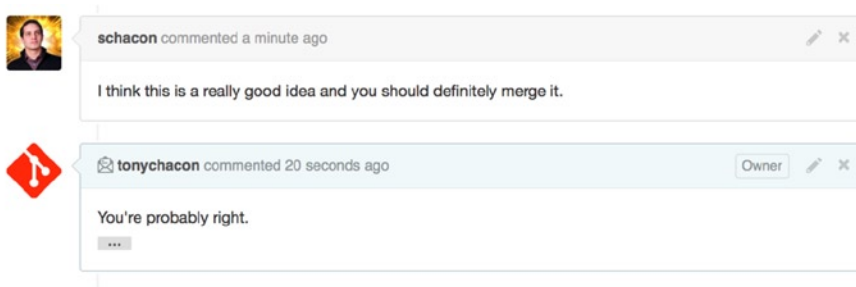 schacon commented a minute ago
I think this is a really good idea and you should definitely merge it.
tonychacon commented 20 seconds ago Owner
You're probably right.
...